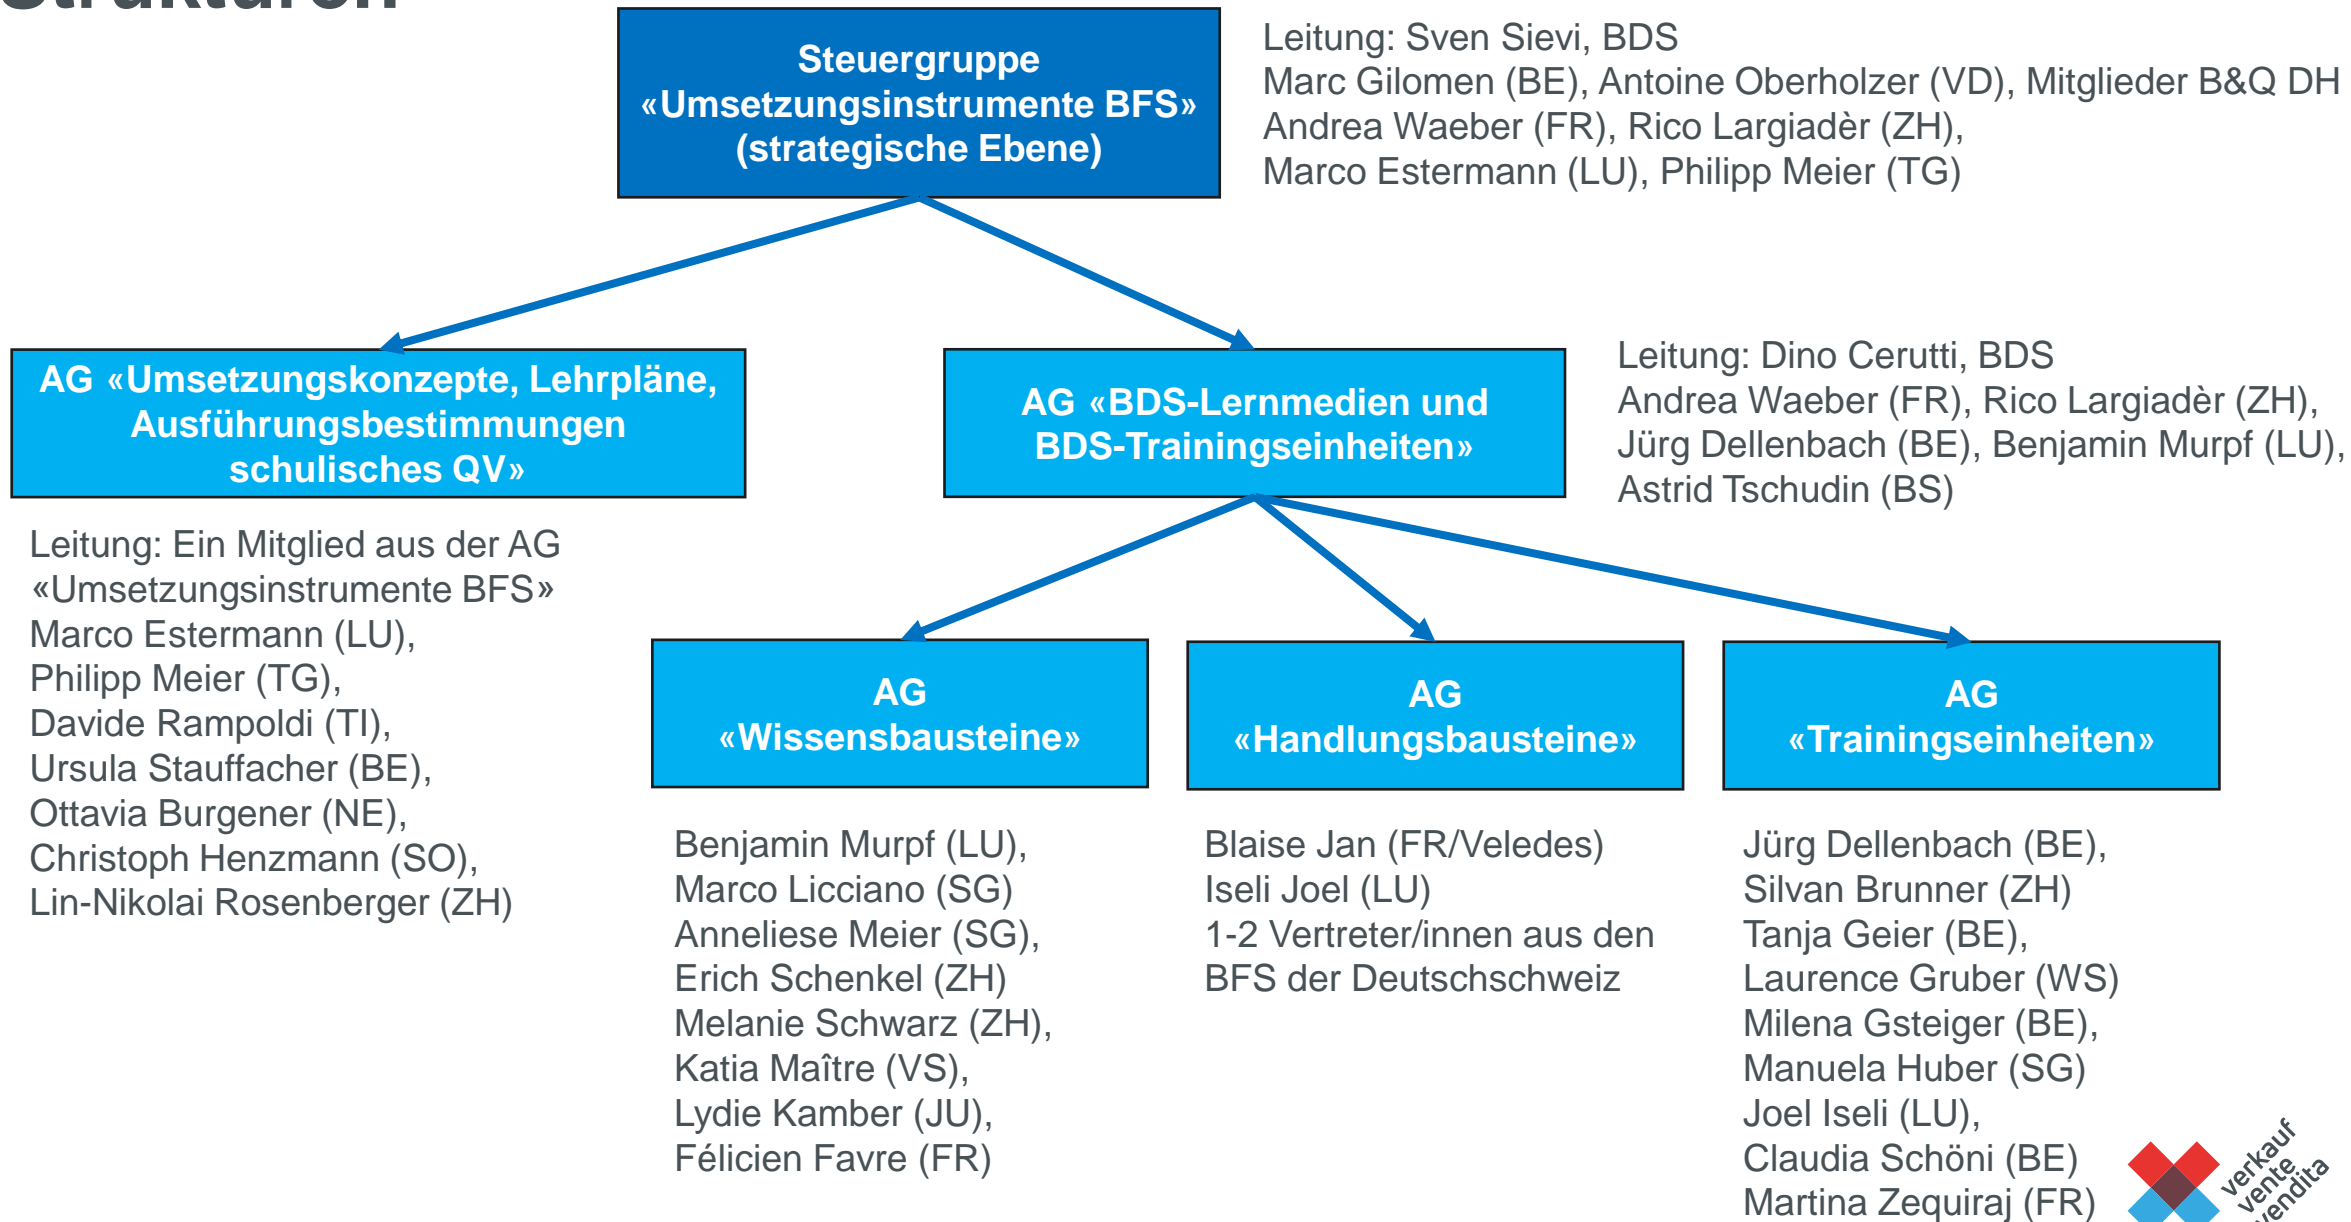 Strukturen
Steuergruppe
«Umsetzungsinstrumente BFS»
(strategische Ebene)
Leitung: Sven Sievi, BDS
Marc Gilomen (BE), Antoine Oberholzer (VD), Mitglieder B&Q DH
Andrea Waeber (FR), Rico Largiadèr (ZH),
Marco Estermann (LU), Philipp Meier (TG)
AG «Umsetzungskonzepte, Lehrpläne,
Ausführungsbestimmungen
schulisches QV»
AG «BDS-Lernmedien und
BDS-Trainingseinheiten»
Leitung: Dino Cerutti, BDS
Andrea Waeber (FR), Rico Largiadèr (ZH),
Jürg Dellenbach (BE), Benjamin Murpf (LU),
Astrid Tschudin (BS)
Leitung: Ein Mitglied aus der AG
«Umsetzungsinstrumente BFS»
Marco Estermann (LU),
Philipp Meier (TG),
Davide Rampoldi (TI),
Ursula Stauffacher (BE),
Ottavia Burgener (NE),
Christoph Henzmann (SO),
Lin-Nikolai Rosenberger (ZH)
AG
«Wissensbausteine»
AG
«Handlungsbausteine»
AG
«Trainingseinheiten»
Benjamin Murpf (LU),
Marco Licciano (SG)
Anneliese Meier (SG),
Erich Schenkel (ZH)
Melanie Schwarz (ZH),
Katia Maître (VS),
Lydie Kamber (JU),
Félicien Favre (FR)
Blaise Jan (FR/Veledes)
Iseli Joel (LU)
1-2 Vertreter/innen aus den
BFS der Deutschschweiz
Jürg Dellenbach (BE),
Silvan Brunner (ZH)
Tanja Geier (BE),
Laurence Gruber (WS)
Milena Gsteiger (BE),
Manuela Huber (SG)
Joel Iseli (LU),
Claudia Schöni (BE)
Martina Zequiraj (FR)
verkauf
vente
vendita